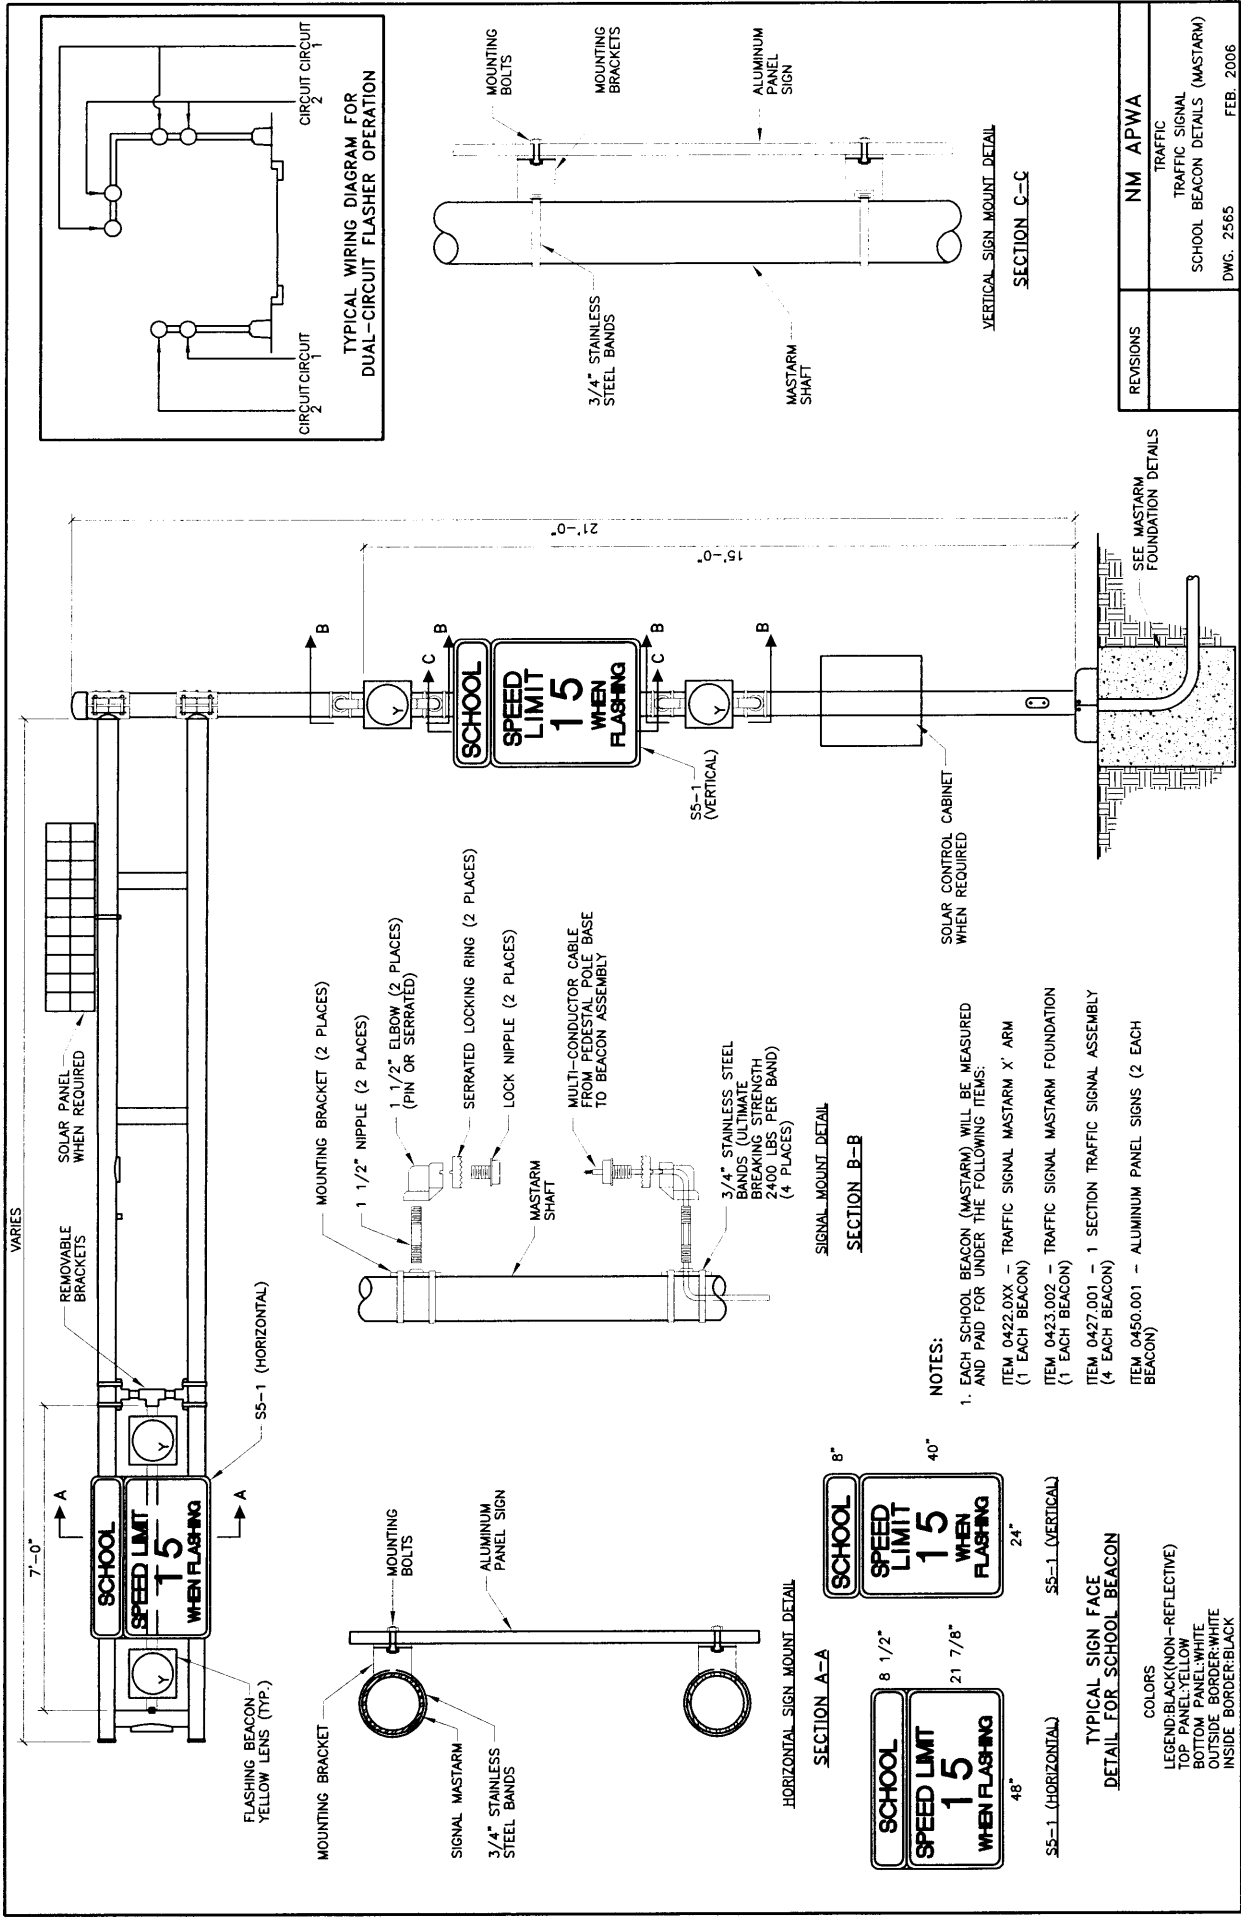 VARIES
7'-0"
A
A
SCHOOL
SPEED LIMIT
15
WHEN FLASHING
Y
Y
FLASHING BEACON
YELLOW LENS (TYP.)
S5-1 (HORIZONTAL)
REMOVABLE
BRACKETS
SOLAR PANEL
WHEN REQUIRED
21'-0"
15'-0"
B
B
C
B
C
B
Y
SCHOOL
SPEED
LIMIT
15
WHEN
FLASHING
Y
S5-1
(VERTICAL)
SOLAR CONTROL CABINET
WHEN REQUIRED
SEE MASTARM
FOUNDATION DETAILS
CIRCUIT
2
CIRCUIT
1
CIRCUIT
2
CIRCUIT
1
TYPICAL WIRING DIAGRAM FOR
DUAL-CIRCUIT FLASHER OPERATION
MOUNTING
BOLTS
MOUNTING
BRACKETS
3/4" STAINLESS
STEEL BANDS
ALUMINUM
PANEL
SIGN
MASTARM
SHAFT
VERTICAL SIGN MOUNT DETAIL
SECTION C-C
MOUNTING BRACKET (2 PLACES)
1 1/2" NIPPLE (2 PLACES)
1 1/2" ELBOW (2 PLACES)
(PIN OR SERRATED)
SERRATED LOCKING RING (2 PLACES)
LOCK NIPPLE (2 PLACES)
MASTARM
SHAFT
MULTI-CONDUCTOR CABLE
FROM PEDESTAL POLE BASE
TO BEACON ASSEMBLY
3/4" STAINLESS STEEL
BANDS (ULTIMATE
BREAKING STRENGTH
2400 LBS PER BAND)
(4 PLACES)
SIGNAL MOUNT DETAIL
SECTION B-B
MOUNTING BRACKET
MOUNTING
BOLTS
SIGNAL MASTARM
ALUMINUM
PANEL SIGN
3/4" STAINLESS
STEEL BANDS
HORIZONTAL SIGN MOUNT DETAIL
SECTION A-A
SCHOOL
8 1/2"
SPEED LIMIT
15
WHEN FLASHING
21 7/8"
48"
S5-1 (HORIZONTAL)
SCHOOL
8"
SPEED
LIMIT
15
WHEN
FLASHING
40"
24"
S5-1 (VERTICAL)
TYPICAL SIGN FACE
DETAIL FOR SCHOOL BEACON
COLORS
LEGEND:BLACK(NON-REFLECTIVE)
TOP PANEL:YELLOW
BOTTOM PANEL:WHITE
OUTSIDE BORDER:WHITE
INSIDE BORDER:BLACK
NOTES:
1. EACH SCHOOL BEACON (MASTARM) WILL BE MEASURED
AND PAID FOR UNDER THE FOLLOWING ITEMS:
ITEM 0422.0XX - TRAFFIC SIGNAL MASTARM X' ARM
(1 EACH BEACON)
ITEM 0423.002 - TRAFFIC SIGNAL MASTARM FOUNDATION
(1 EACH BEACON)
ITEM 0427.001 - 1 SECTION TRAFFIC SIGNAL ASSEMBLY
(4 EACH BEACON)
ITEM 0450.001 - ALUMINUM PANEL SIGNS (2 EACH
BEACON)
REVISIONS
NM APWA
TRAFFIC
TRAFFIC SIGNAL
SCHOOL BEACON DETAILS (MASTARM)
DWG. 2565 FEB. 2006